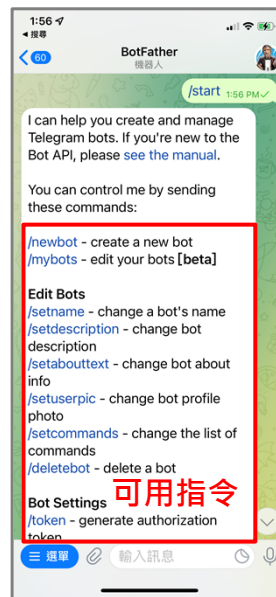 1:56
◀ 搜尋
60
BotFather
機器人
/start 1:56 PM
I can help you create and manage
Telegram bots. If you're new to the
Bot API, please see the manual.
You can control me by sending
these commands:
/newbot - create a new bot
/mybots - edit your bots [beta]
Edit Bots
/setname - change a bot's name
/setdescription - change bot
description
/setabouttext - change bot about
info
/setuserpic - change bot profile
photo
/setcommands - change the list of
commands
/deletebot - delete a bot
可用指令
Bot Settings
/token - generate authorization
token
選單
輸入訊息